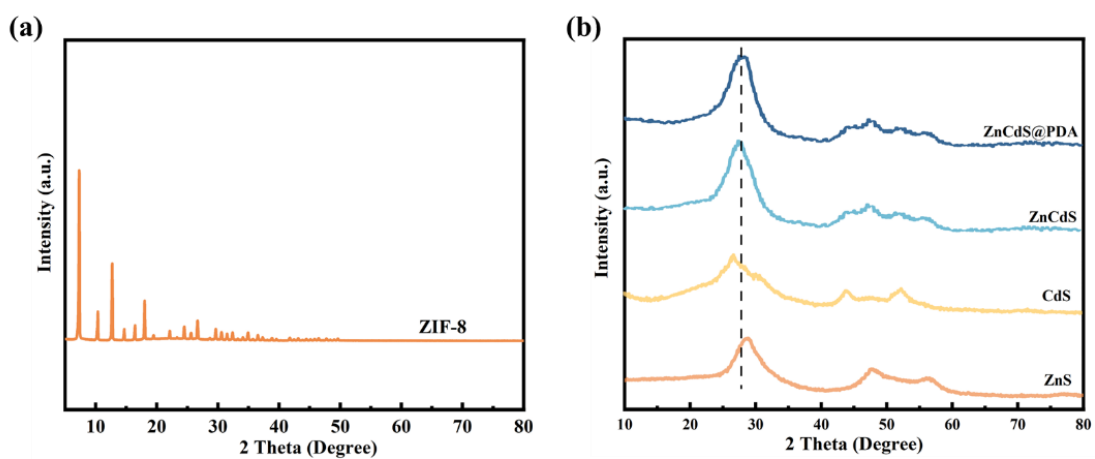 (a)
Intensity (a.u.)
ZIF-8
10 20 30 40 50 60 70 80
2 Theta (Degree)
(b)
Intensity (a.u.)
ZnCdS@PDA
ZnCdS
CdS
ZnS
10 20 30 40 50 60 70 80
2 Theta (Degree)